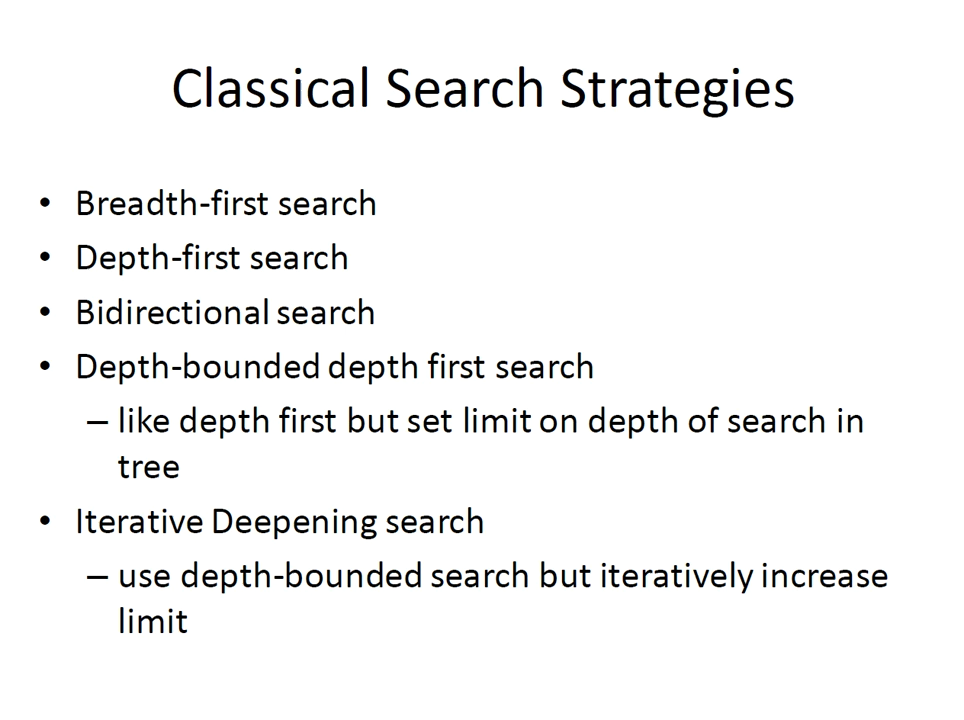 Classical Search Strategies
• Breadth-first search
• Depth-first search
• Bidirectional search
• Depth-bounded depth first search
– like depth first but set limit on depth of search in
tree
• Iterative Deepening search
– use depth-bounded search but iteratively increase
limit